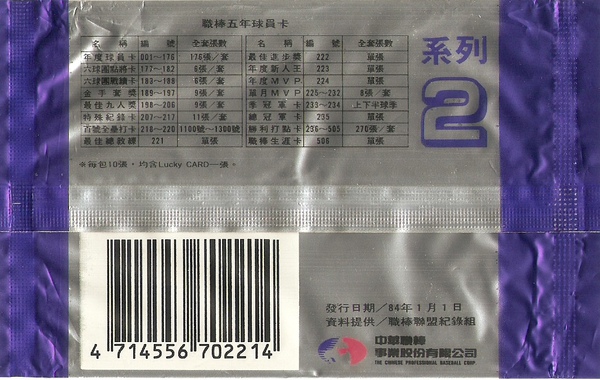 職棒五年球員卡
名稱 編號 全套張數 名稱 編號 全套張數
年度球員卡 001~176 176張/套 最佳進步獎 222 單張
六球團點將卡 177~182 6張/套 年度新人王 223 單張
六球團戰績卡 183~188 6張/套 年度MVP 224 單張
金手套獎 189~197 9張/套 單月MVP 225~232 8張/套
最佳九人獎 198~206 9張/套 季冠軍卡 233~234 上下半球季
特殊紀錄卡 207~217 11張/套 總冠軍卡 235 單張
百號全壘打卡 218~220 1100號~1300號 勝利打點卡 236~505 270張/套
最佳總教練 221 單張 職棒生涯卡 506 單張
※每包10張,均含Lucky CARD一張。
系列
2
4 714556 702214
發行日期/84年1月1日
資料提供/職棒聯盟紀錄組
中華職棒
事業股份有限公司
THE CHINESE PROFESSIONAL BASEBALL CORP.